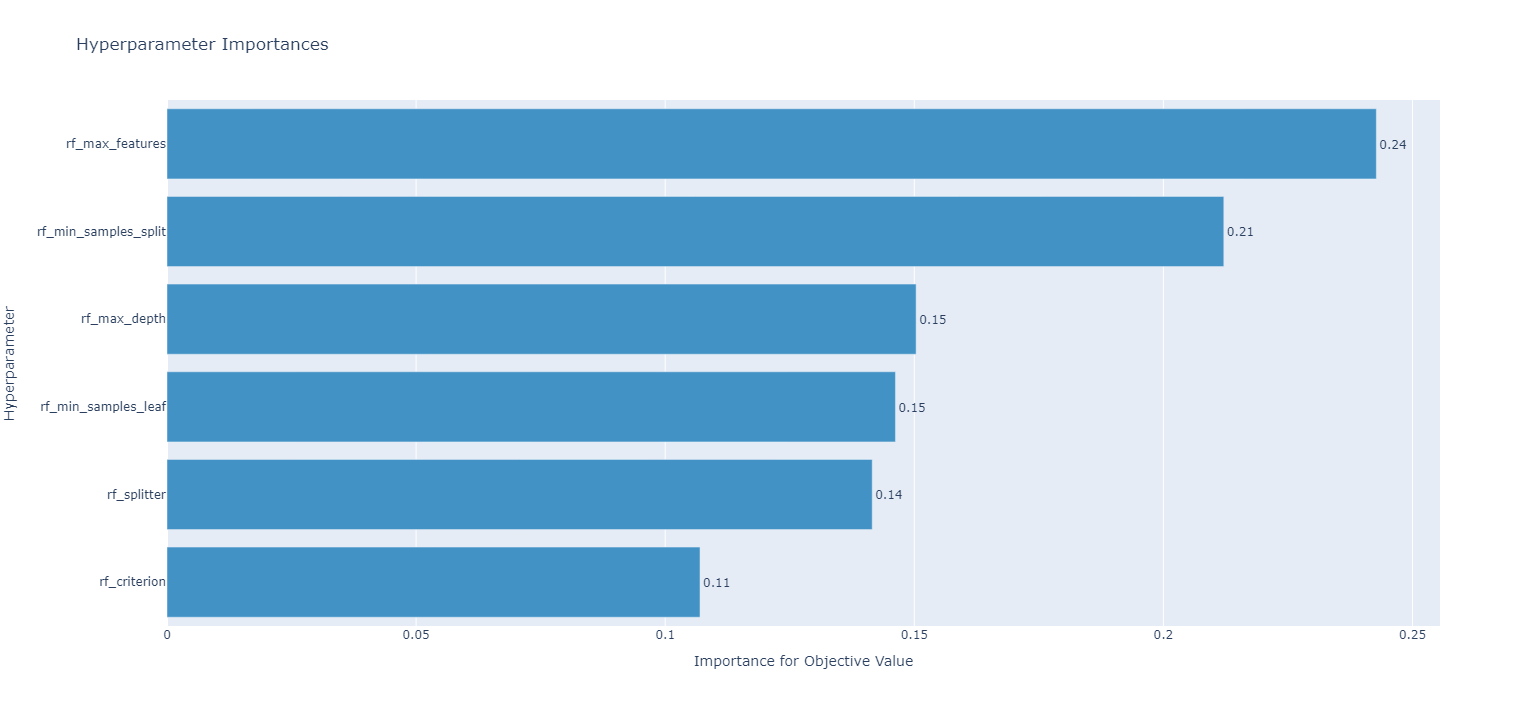 Hyperparameter Importances
Hyperparameter
rf_max_features
0.24
rf_min_samples_split
0.21
rf_max_depth
0.15
rf_min_samples_leaf
0.15
rf_splitter
0.14
rf_criterion
0.11
0 0.05 0.1 0.15 0.2 0.25
Importance for Objective Value